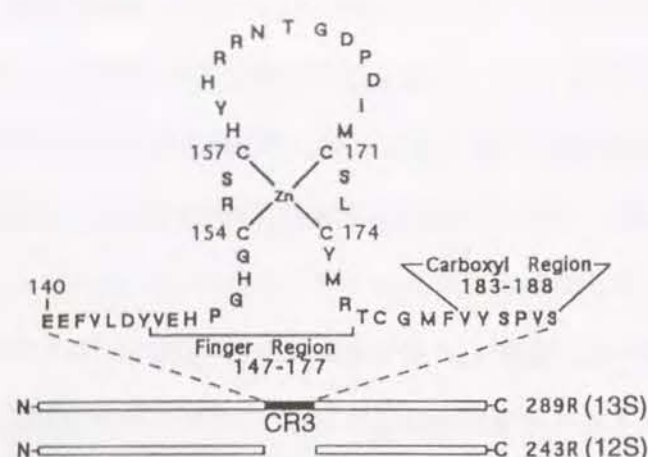 EEFVLDYVEHPGHGCRSCHYHRRNTGDPDIMCSLCYMRTCGMFVYSPVS
157
171
Zn
154
174
140
Carboxyl Region
183-188
Finger Region
147-177
N C 289R (13S)
CR3
N C 243R (12S)